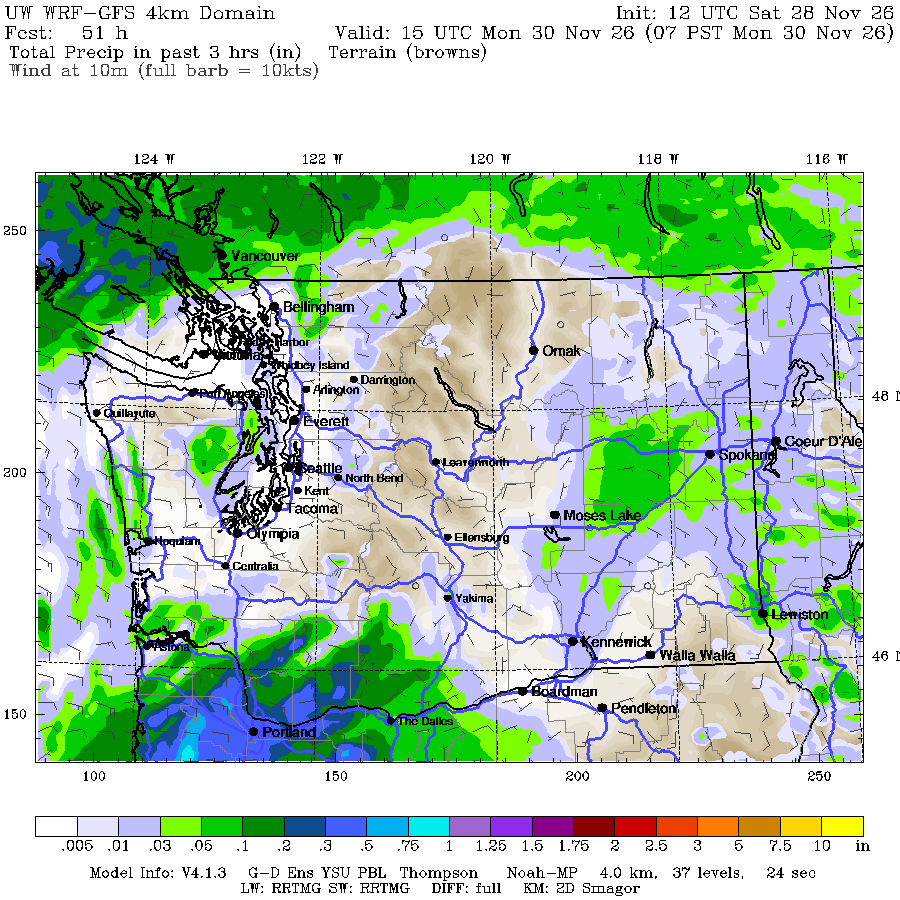 UW WRF-GFS 4km Domain Init: 12 UTC Sat 28 Nov 26
Fcst: 51 h Valid: 15 UTC Mon 30 Nov 26 (07 PST Mon 30 Nov 26)
Total Precip in past 3 hrs (in) Terrain (browns)
Wind at 10m (full barb = 10kts)
124 W 122 W 120 W 118 W 116 W
250
Vancouver
Bellingham
Harbor
Victoria
Whidbey Island
Omak
Darrington
Arlington
Port Angeles
48 N
Quillayute
Everett
Coeur D'Ale
Spokane
Leavenworth
200
Seattle
North Bend
Kent
Tacoma
Moses Lake
Olympia
Ellensburg
Hoquiam
Centralia
Yakima
Lewiston
Kennewick
Astoria
Walla Walla
46 N
Boardman
Pendleton
150
The Dalles
Portland
100 150 200 250
.005 .01 .03 .05 .1 .2 .3 .5 .75 1 1.25 1.5 1.75 2 2.5 3 5 7.5 10 in
Model Info: V4.1.3 G-D Ens YSU PBL Thompson Noah-MP 4.0 km, 37 levels, 24 sec
LW: RRTMG SW: RRTMG DIFF: full KM: 2D Smagor